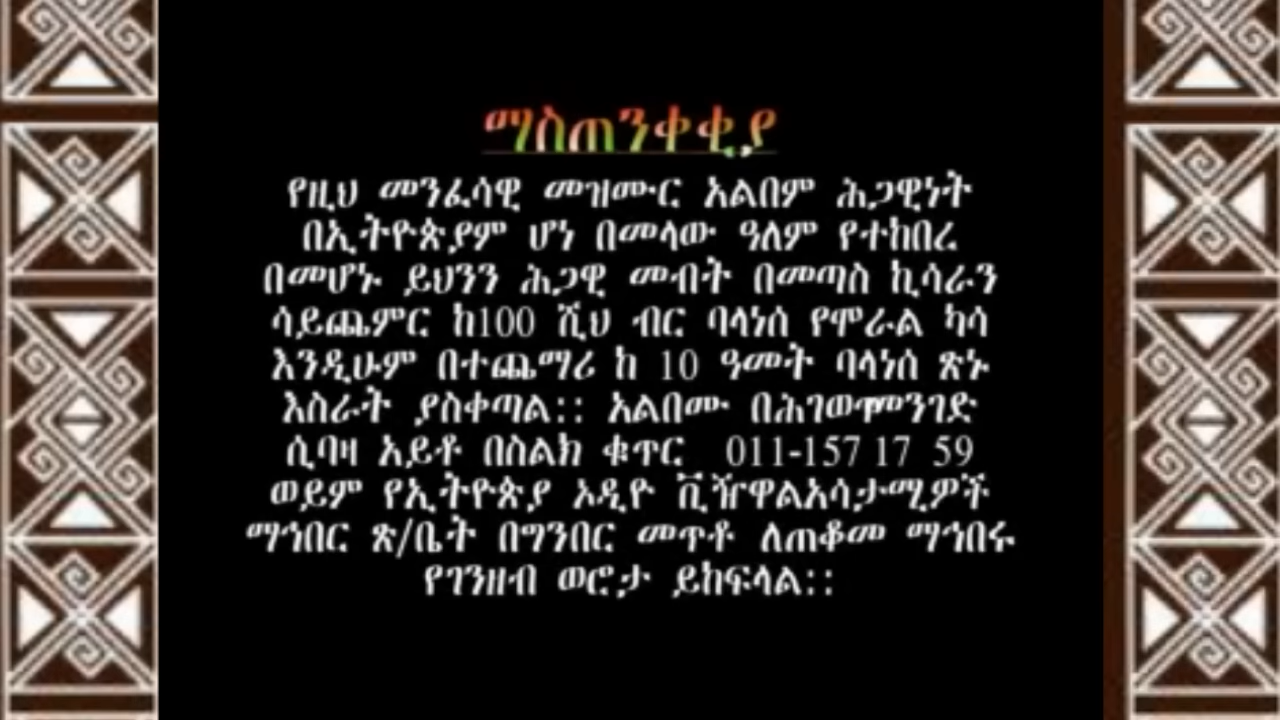 ማስጠንቀቂያ
የዚህ መንፈሳዊ መዝሙር አልበም ሕጋዊነት
በኢትዮጵያም ሆነ በመላው ዓለም የተከበረ
በመሆኑ ይህንን ሕጋዊ መብት በመጣስ ኪሳራን
ሳይጨምር ከ100 ሺህ ብር ባላነሰ የሞራል ካሳ
እንዲሁም በተጨማሪ ከ 10 ዓመት ባላነሰ ጽኑ
እስራት ያስቀጣል:: አልበሙ በሕገወጥመንገድ
ሲባዛ አይቶ በስልክ ቁጥር 011-157 17 59
ወይም የኢትዮጵያ ኦዲዮ ቪዥዋልአሳታሚዎች
ማኅበር ጽ/ቤት በግንበር መጥቶ ለጠቆመ ማኅበሩ
የገንዘብ ወሮታ ይከፍላል::